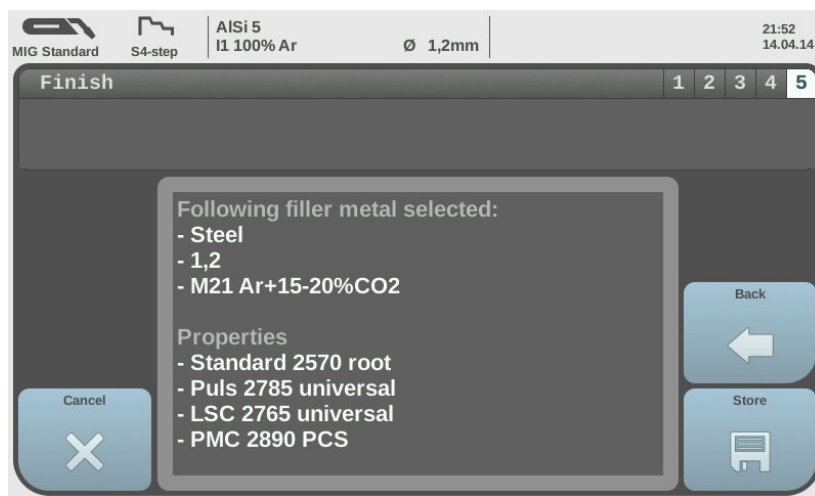 MIG Standard
S4-step
AlSi 5
I1 100% Ar
Ø 1,2mm
21:52
14.04.14
Finish
1 2 3 4 5
Following filler metal selected:
- Steel
- 1,2
- M21 Ar+15-20%CO2
Properties
- Standard 2570 root
- Puls 2785 universal
- LSC 2765 universal
- PMC 2890 PCS
Back
Cancel
Store